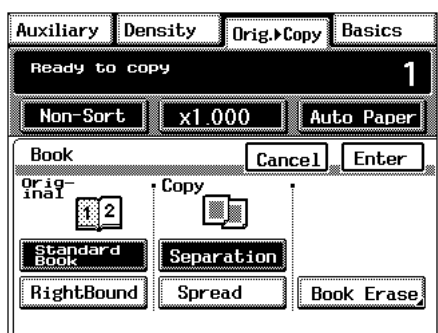 Auxiliary Density Orig.▸Copy Basics
Ready to copy 1
Non-Sort x1.000 Auto Paper
Book Cancel Enter
Orig-
inal
Copy
1 2
Standard
Book
Separation
RightBound Spread Book Erase